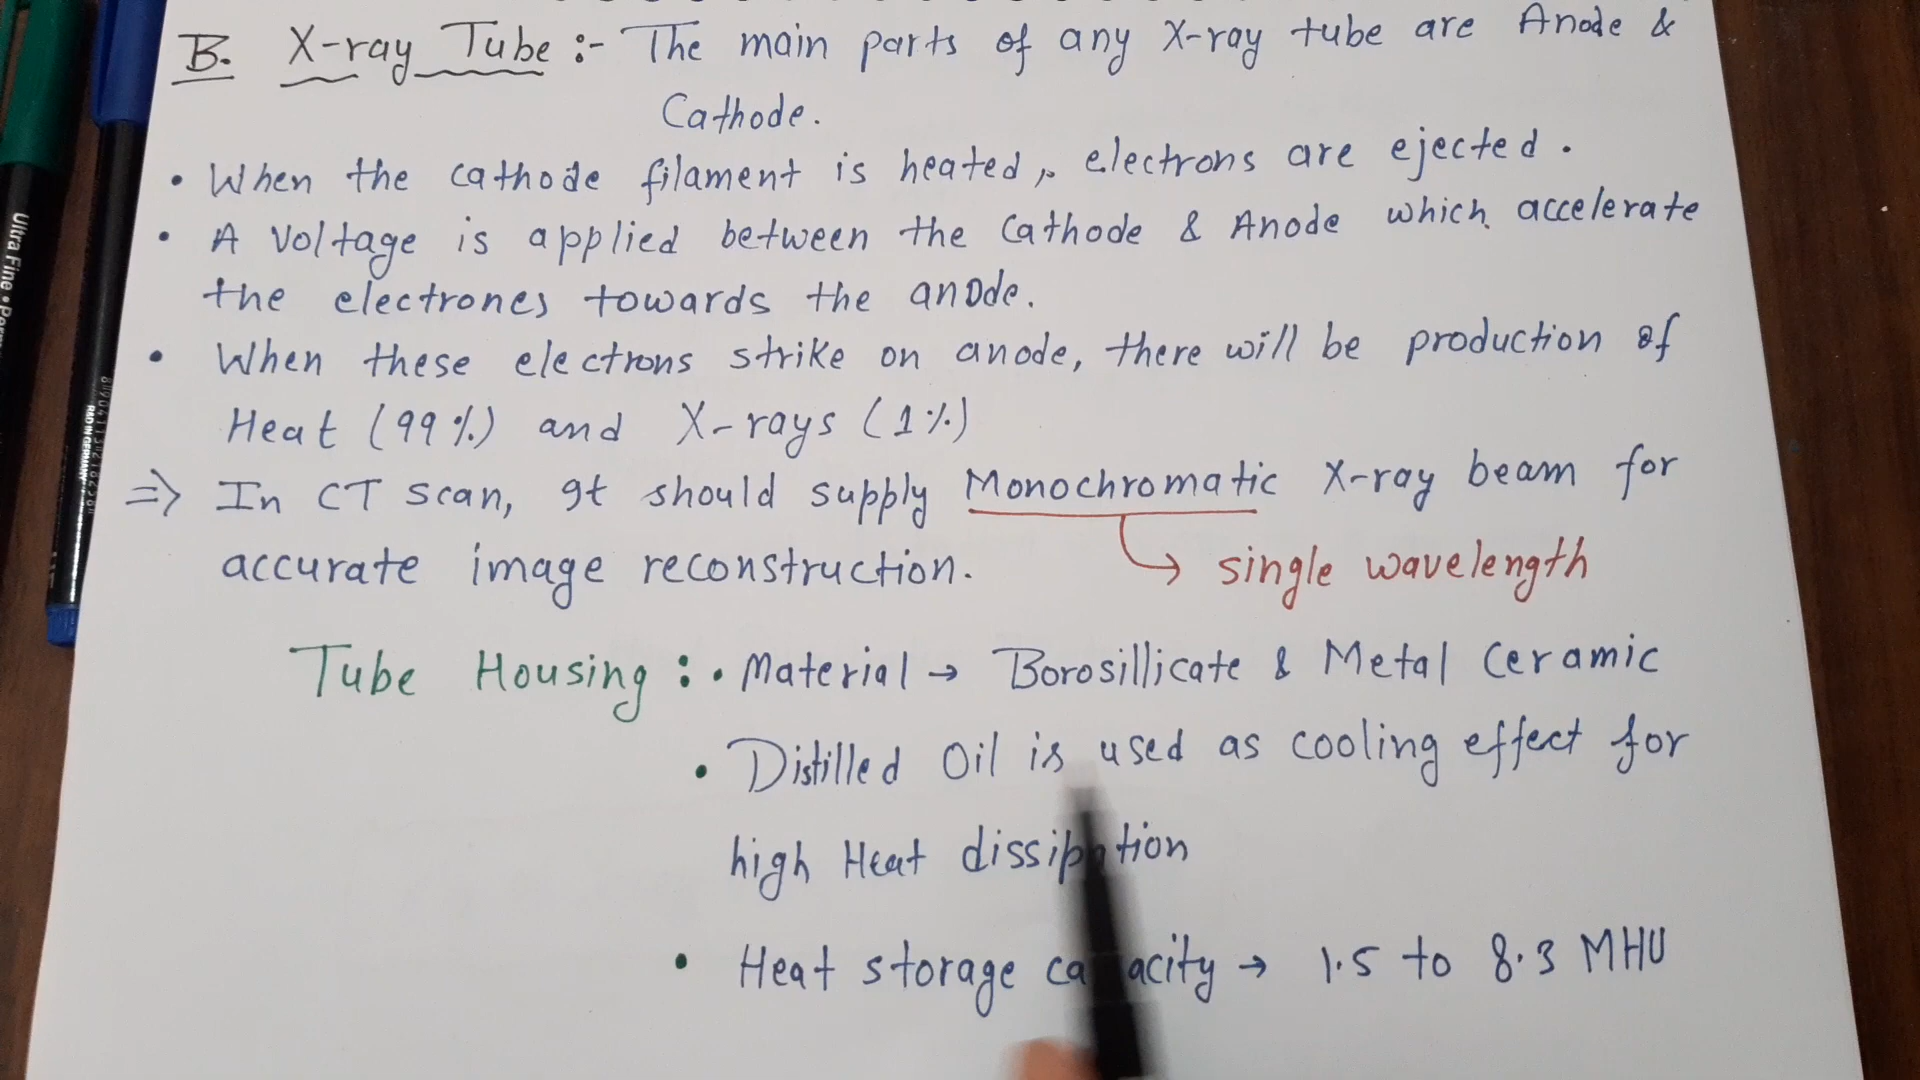 B. X-ray Tube :- The main parts of any X-ray tube are Anode &
Cathode.
• When the cathode filament is heated, electrons are ejected.
• A Voltage is applied between the Cathode & Anode which accelerate
the electrones towards the anode.
• When these electrons strike on anode, there will be production of
Heat (99%) and X-rays (1%)
=> In CT scan, It should supply Monochromatic X-ray beam for
accurate image reconstruction. → single wavelength
Tube Housing : • Material → Borosillicate & Metal Ceramic
• Distilled Oil is used as cooling effect for
high Heat dissipation
• Heat storage capacity → 1.5 to 8.3 MHU
Ultra Fine